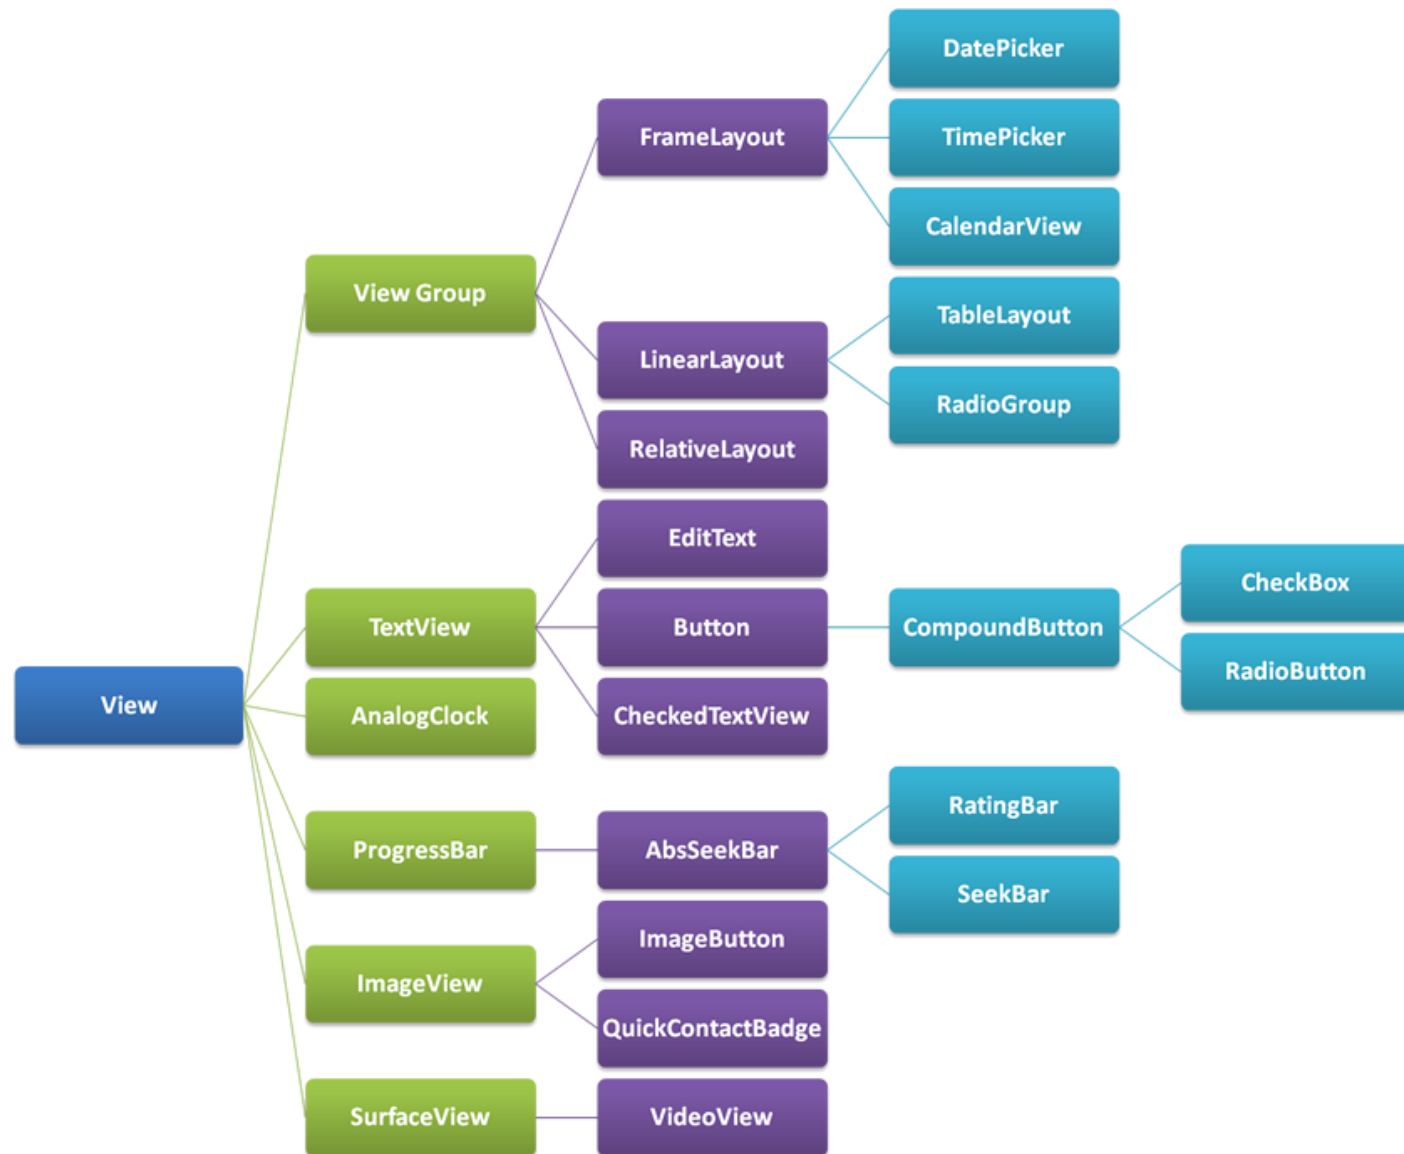 DatePicker
FrameLayout
TimePicker
CalendarView
View Group
TableLayout
LinearLayout
RadioGroup
RelativeLayout
EditText
CheckBox
TextView
Button
CompoundButton
RadioButton
View
AnalogClock
CheckedTextView
RatingBar
ProgressBar
AbsSeekBar
SeekBar
ImageButton
ImageView
QuickContactBadge
SurfaceView
VideoView